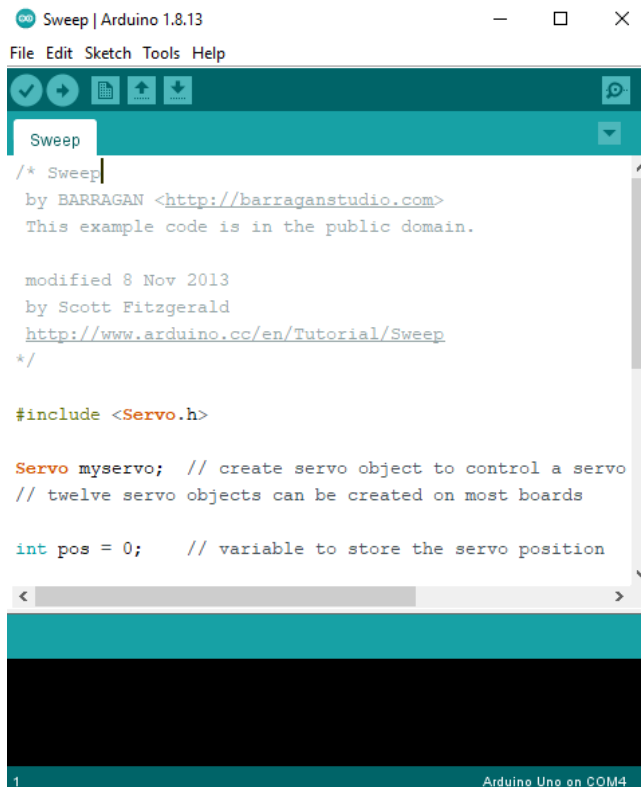 Sweep | Arduino 1.8.13
File Edit Sketch Tools Help
Sweep
/* Sweep
by BARRAGAN <http://barraganstudio.com>
This example code is in the public domain.
modified 8 Nov 2013
by Scott Fitzgerald
http://www.arduino.cc/en/Tutorial/Sweep
*/
#include <Servo.h>
Servo myservo;  // create servo object to control a servo
// twelve servo objects can be created on most boards
int pos = 0;    // variable to store the servo position
1
Arduino Uno on COM4